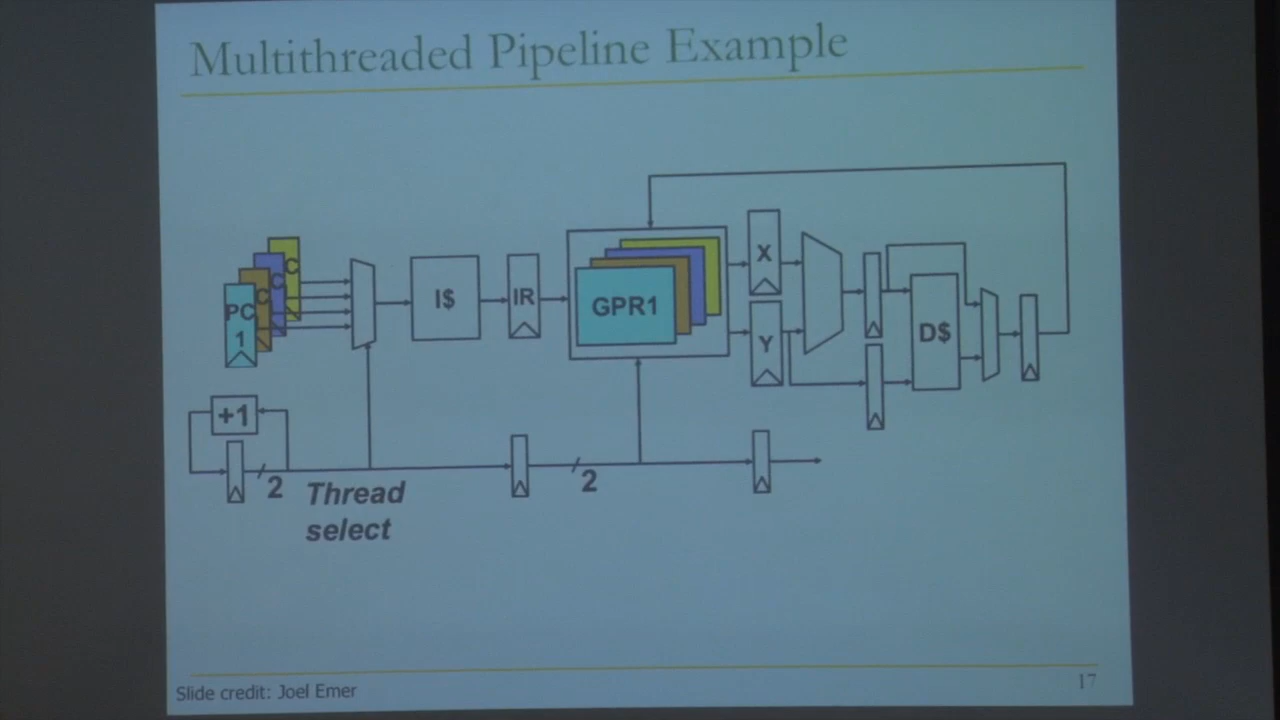 Multithreaded Pipeline Example
PC
1
C
C
C
I$
IR
GPR1
X
Y
D$
+1
2
Thread
select
2
Slide credit: Joel Emer
17